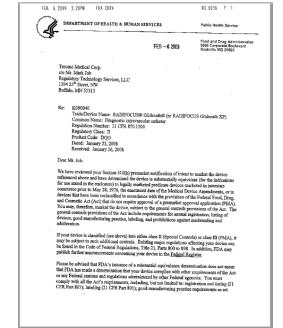 FEB. 6.2009 3:28PM FDA CDRH NO.8036 P. 1
DEPARTMENT OF HEALTH & HUMAN SERVICES
Public Health Service
Food and Drug Administration
Corporate Boulevard
Rockville MD 20850
FEB - 6 2009
Terumo Medical Corp.
c/o Mr. Mark Job
Regulatory Technology Services, LLC
1394 25th Street, NW
Buffalo, MN 55313
Re:
Trade/Device Name: RADIFOCUS® Glidecath® (or RADIFOCUS Glidecath XP)
Common Name: Diagnostic intravascular catheter
Regulation Number: 21 CFR 870.1200
Regulatory Class: II
Product Code: DQO
Dated: January 23,
Received: January 26,
Dear Mr. Job:
We have reviewed your Section 510(k) premarket notification of intent to market the device
referenced above and have determined the device is substantially equivalent (for the indications
for use stated in the enclosure) to legally marketed predicate devices marketed in interstate
commerce prior to May 28, 1976, the enactment date of the Medical Device Amendments, or to
devices that have been reclassified in accordance with the provisions of the Federal Food, Drug,
and Cosmetic Act (Act) that do not require approval of a premarket approval application (PMA).
You may, therefore, market the device, subject to the general controls provisions of the Act. The
general controls provisions of the Act include requirements for annual registration, listing of
devices, good manufacturing practice, labeling, and prohibitions against misbranding and
adulteration.
If your device is classified (see above) into either class II (Special Controls) or class III (PMA), it
may be subject to such additional controls. Existing major regulations affecting your device can
be found in the Code of Federal Regulations, Title 21, Parts 800 to 898. In addition, FDA may
publish further announcements concerning your device in the Federal Register.
Please be advised that FDA's issuance of a substantial equivalence determination does not mean
that FDA has made a determination that your device complies with other requirements of the Act
or any Federal statutes and regulations administered by other Federal agencies. You must
comply with all the Act's requirements, including, but not limited to registration and listing (21
CFR Part 807), labeling (21 CFR Part 801), good manufacturing practice requirements as set